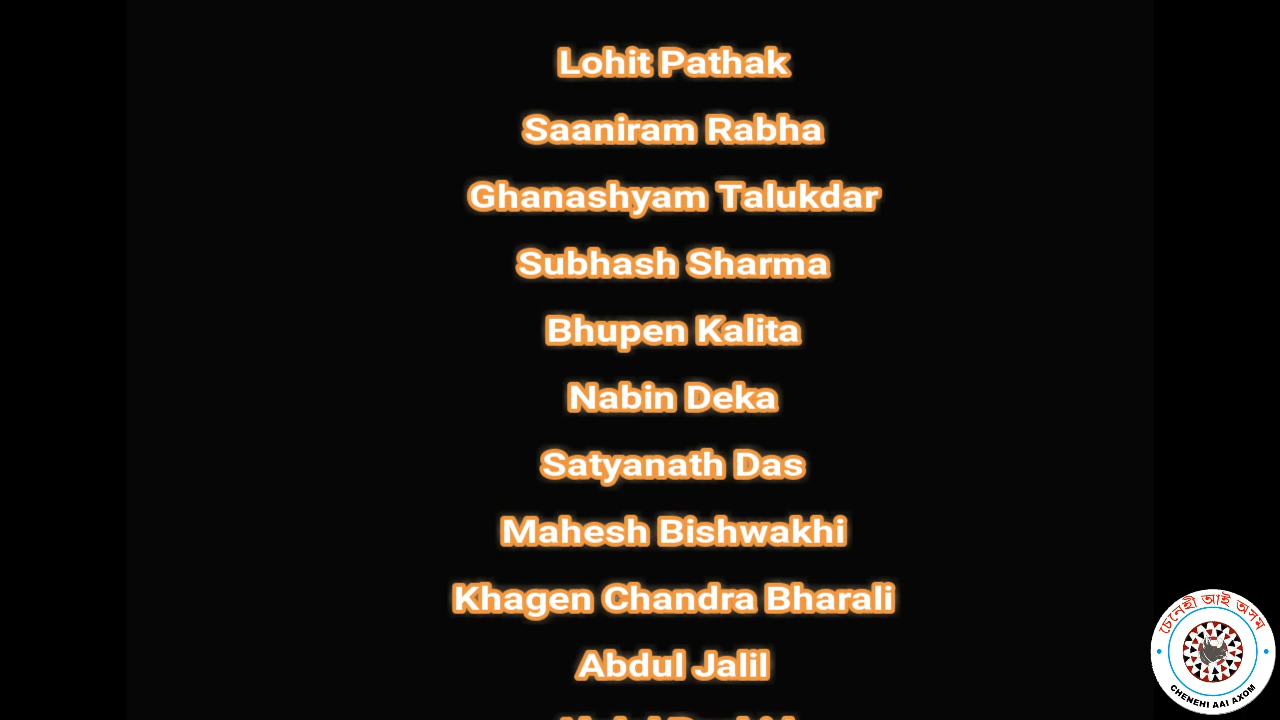 Lohit Pathak
Saaniram Rabha
Ghanashyam Talukdar
Subhash Sharma
Bhupen Kalita
Nabin Deka
Satyanath Das
Mahesh Bishwakhi
Khagen Chandra Bharali
Abdul Jalil
চেনেহী আই অসম
CHENEHI AAI AXOM